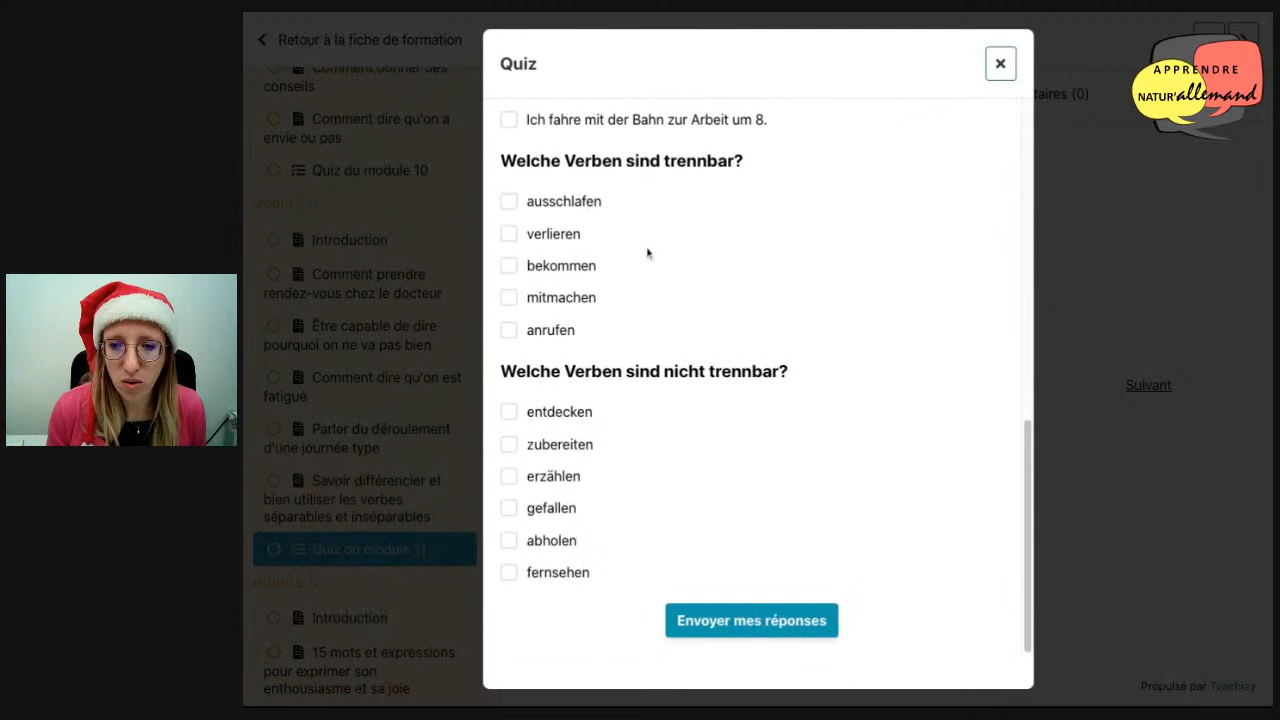 Retour à la fiche de formation
Comment donner des
conseils
Comment dire qu'on a
envie ou pas
Quiz du module 10
Introduction
Comment prendre
rendez-vous chez le docteur
Être capable de dire
pourquoi on ne va pas bien
Comment dire qu'on est
fatigué
Parler du déroulement
d'une journée type
Savoir différencier et
bien utiliser les verbes
séparables et inséparables
Quiz du module 11
Introduction
15 mots et expressions
pour exprimer son
enthousiasme et sa joie
Quiz
Ich fahre mit der Bahn zur Arbeit um 8.
Welche Verben sind trennbar?
ausschlafen
verlieren
bekommen
mitmachen
anrufen
Welche Verben sind nicht trennbar?
entdecken
zubereiten
erzählen
gefallen
abholen
fernsehen
Envoyer mes réponses
taires (0)
APPRENDRE
NATUR'allemand
Suivant
Propulsé par Teachizy